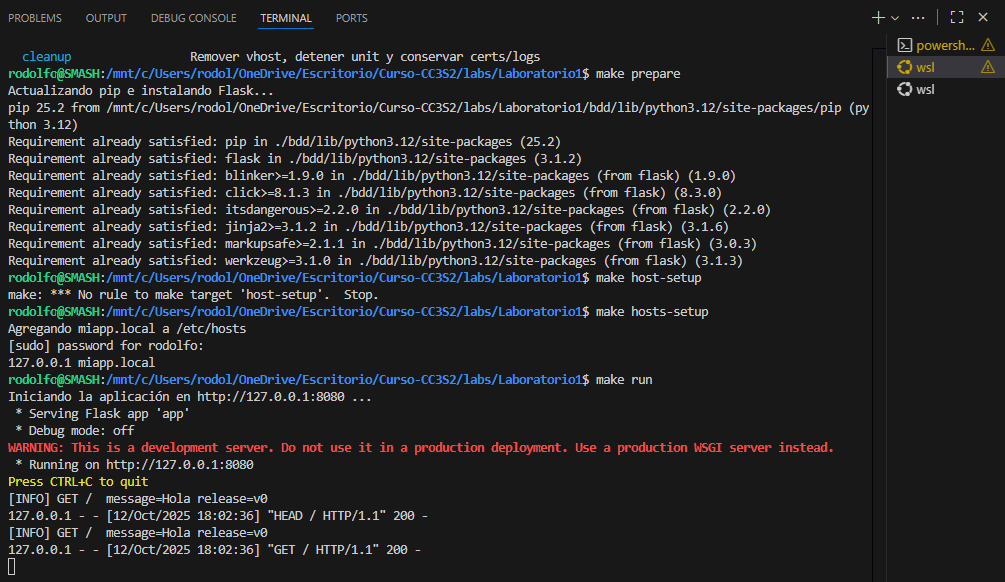 PROBLEMS OUTPUT DEBUG CONSOLE TERMINAL PORTS
cleanup Remover vhost, detener unit y conservar certs/logs
rodolfo@SMASH:/mnt/c/Users/rodol/OneDrive/Escritorio/Curso-CC3S2/labs/Laboratorio1$ make prepare
Actualizando pip e instalando Flask...
pip 25.2 from /mnt/c/Users/rodol/OneDrive/Escritorio/Curso-CC3S2/labs/Laboratorio1/bdd/lib/python3.12/site-packages/pip (py
thon 3.12)
Requirement already satisfied: pip in ./bdd/lib/python3.12/site-packages (25.2)
Requirement already satisfied: flask in ./bdd/lib/python3.12/site-packages (3.1.2)
Requirement already satisfied: blinker>=1.9.0 in ./bdd/lib/python3.12/site-packages (from flask) (1.9.0)
Requirement already satisfied: click>=8.1.3 in ./bdd/lib/python3.12/site-packages (from flask) (8.3.0)
Requirement already satisfied: itsdangerous>=2.2.0 in ./bdd/lib/python3.12/site-packages (from flask) (2.2.0)
Requirement already satisfied: jinja2>=3.1.2 in ./bdd/lib/python3.12/site-packages (from flask) (3.1.6)
Requirement already satisfied: markupsafe>=2.1.1 in ./bdd/lib/python3.12/site-packages (from flask) (3.0.3)
Requirement already satisfied: werkzeug>=3.1.0 in ./bdd/lib/python3.12/site-packages (from flask) (3.1.3)
rodolfo@SMASH:/mnt/c/Users/rodol/OneDrive/Escritorio/Curso-CC3S2/labs/Laboratorio1$ make host-setup
make: *** No rule to make target 'host-setup'.  Stop.
rodolfo@SMASH:/mnt/c/Users/rodol/OneDrive/Escritorio/Curso-CC3S2/labs/Laboratorio1$ make hosts-setup
Agregando miapp.local a /etc/hosts
[sudo] password for rodolfo:
127.0.0.1 miapp.local
rodolfo@SMASH:/mnt/c/Users/rodol/OneDrive/Escritorio/Curso-CC3S2/labs/Laboratorio1$ make run
Iniciando la aplicación en http://127.0.0.1:8080 ...
 * Serving Flask app 'app'
 * Debug mode: off
WARNING: This is a development server. Do not use it in a production deployment. Use a production WSGI server instead.
 * Running on http://127.0.0.1:8080
Press CTRL+C to quit
[INFO] GET /  message=Hola release=v0
127.0.0.1 - - [12/Oct/2025 18:02:36] "HEAD / HTTP/1.1" 200 -
[INFO] GET /  message=Hola release=v0
127.0.0.1 - - [12/Oct/2025 18:02:36] "GET / HTTP/1.1" 200 -
powersh...
wsl
wsl